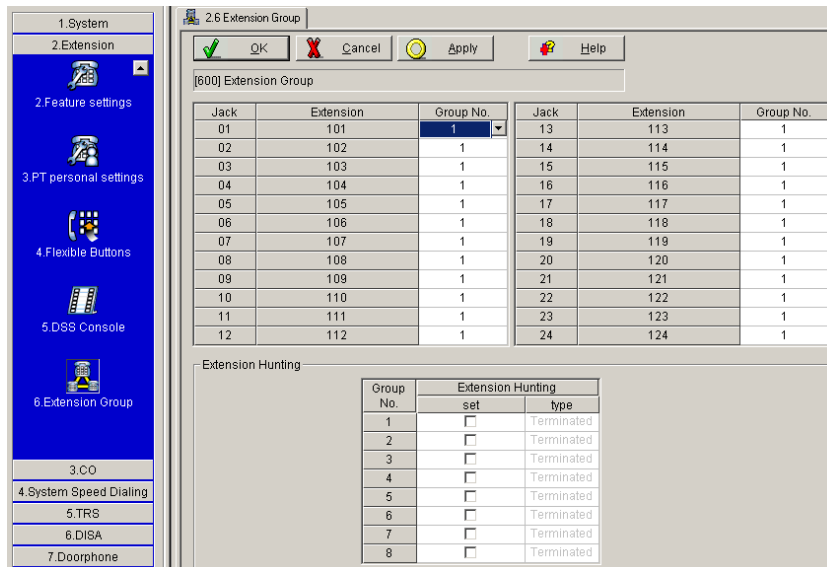 1.System
2.Extension
2.Feature settings
3.PT personal settings
4.Flexible Buttons
5.DSS Console
6.Extension Group
3.CO
4.System Speed Dialing
5.TRS
6.DISA
7.Doorphone
2.6 Extension Group
OK Cancel Apply Help
[600] Extension Group
Jack Extension Group No. Jack Extension Group No.
01 101 1 13 113 1
02 102 1 14 114 1
03 103 1 15 115 1
04 104 1 16 116 1
05 105 1 17 117 1
06 106 1 18 118 1
07 107 1 19 119 1
08 108 1 20 120 1
09 109 1 21 121 1
10 110 1 22 122 1
11 111 1 23 123 1
12 112 1 24 124 1
Extension Hunting
Group No. Extension Hunting
set type
1 Terminated
2 Terminated
3 Terminated
4 Terminated
5 Terminated
6 Terminated
7 Terminated
8 Terminated